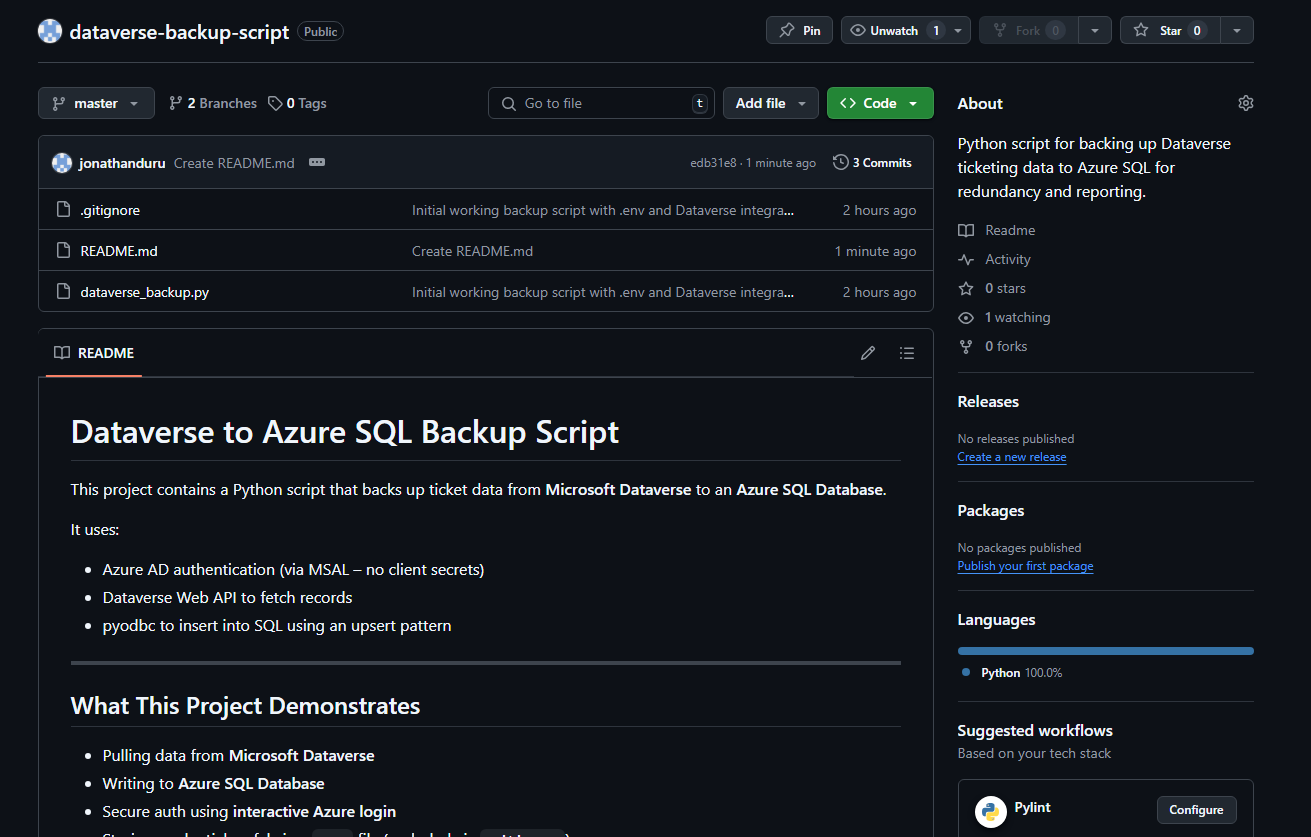 dataverse-backup-script Public
Pin Unwatch 1 Fork 0 Star 0
master 2 Branches 0 Tags Go to file t Add file Code
About
Python script for backing up Dataverse
ticketing data to Azure SQL for
redundancy and reporting.
Readme
Activity
0 stars
1 watching
0 forks
Releases
No releases published
Create a new release
Packages
No packages published
Publish your first package
Languages
Python 100.0%
Suggested workflows
Based on your tech stack
Pylint Configure
jonathanduru Create README.md edb31e8 · 1 minute ago 3 Commits
.gitignore Initial working backup script with .env and Dataverse integra... 2 hours ago
README.md Create README.md 1 minute ago
dataverse_backup.py Initial working backup script with .env and Dataverse integra... 2 hours ago
README
Dataverse to Azure SQL Backup Script
This project contains a Python script that backs up ticket data from Microsoft Dataverse to an Azure SQL Database.
It uses:
Azure AD authentication (via MSAL – no client secrets)
Dataverse Web API to fetch records
pyodbc to insert into SQL using an upsert pattern
What This Project Demonstrates
Pulling data from Microsoft Dataverse
Writing to Azure SQL Database
Secure auth using interactive Azure login